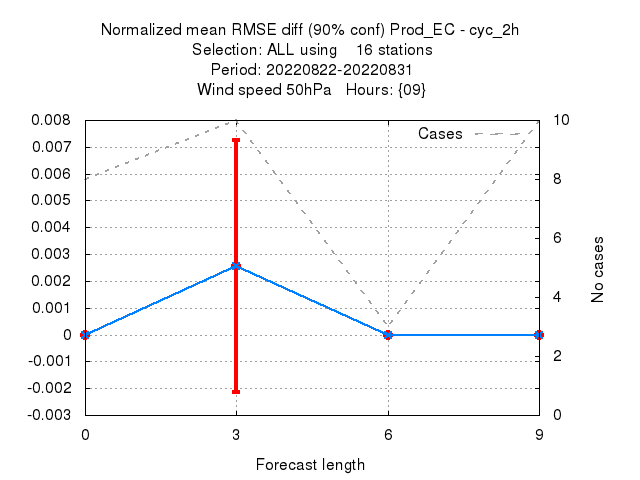 Normalized mean RMSE diff (90% conf) Prod_EC - cyc_2h
Selection: ALL using    16 stations
Period: 20220822-20220831
Wind speed 50hPa   Hours: {09}
Cases
0.008
0.007
0.006
0.005
0.004
0.003
0.002
0.001
0
-0.001
-0.002
-0.003
10
8
6
4
2
0
No cases
0 3 6 9
Forecast length